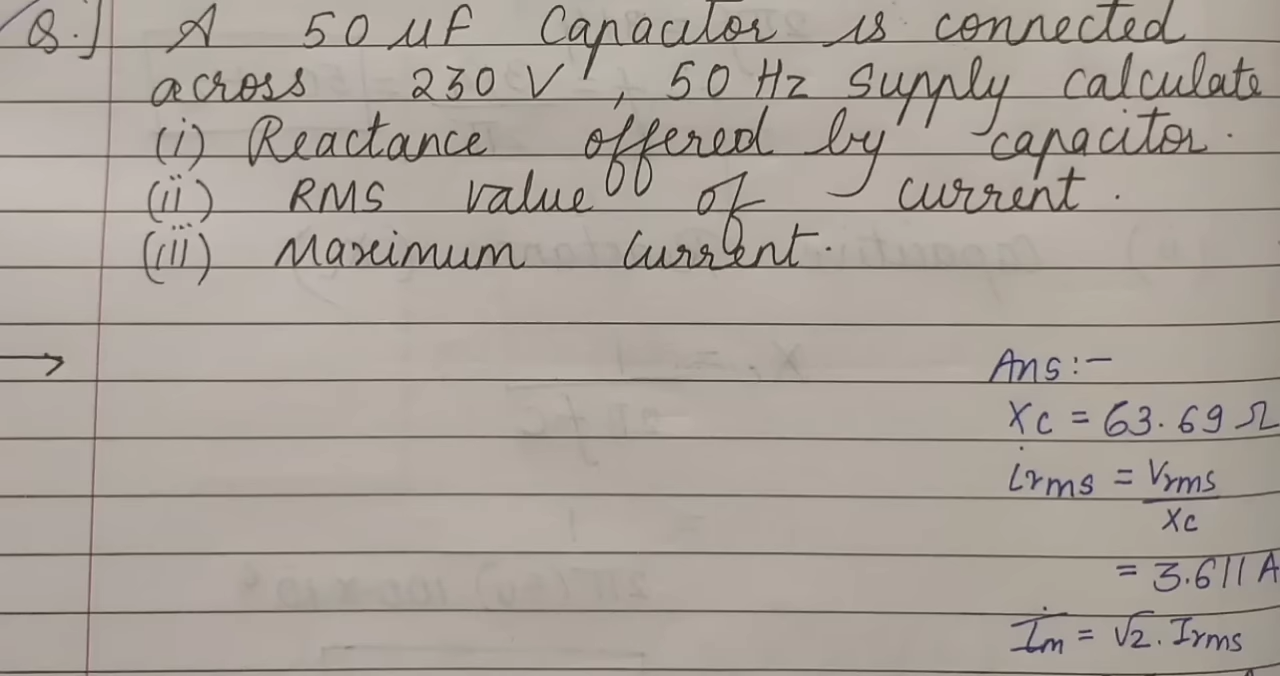 Q.] A 50 μF Capacitor is connected
across 230 V, 50 Hz supply calculate
(i) Reactance offered by capacitor.
(ii) RMS value of current.
(iii) Maximum current.
→
Ans :-
Xc = 63.69 Ω
irms = Vrms
Xc
= 3.611 A
Im = √2 . Irms